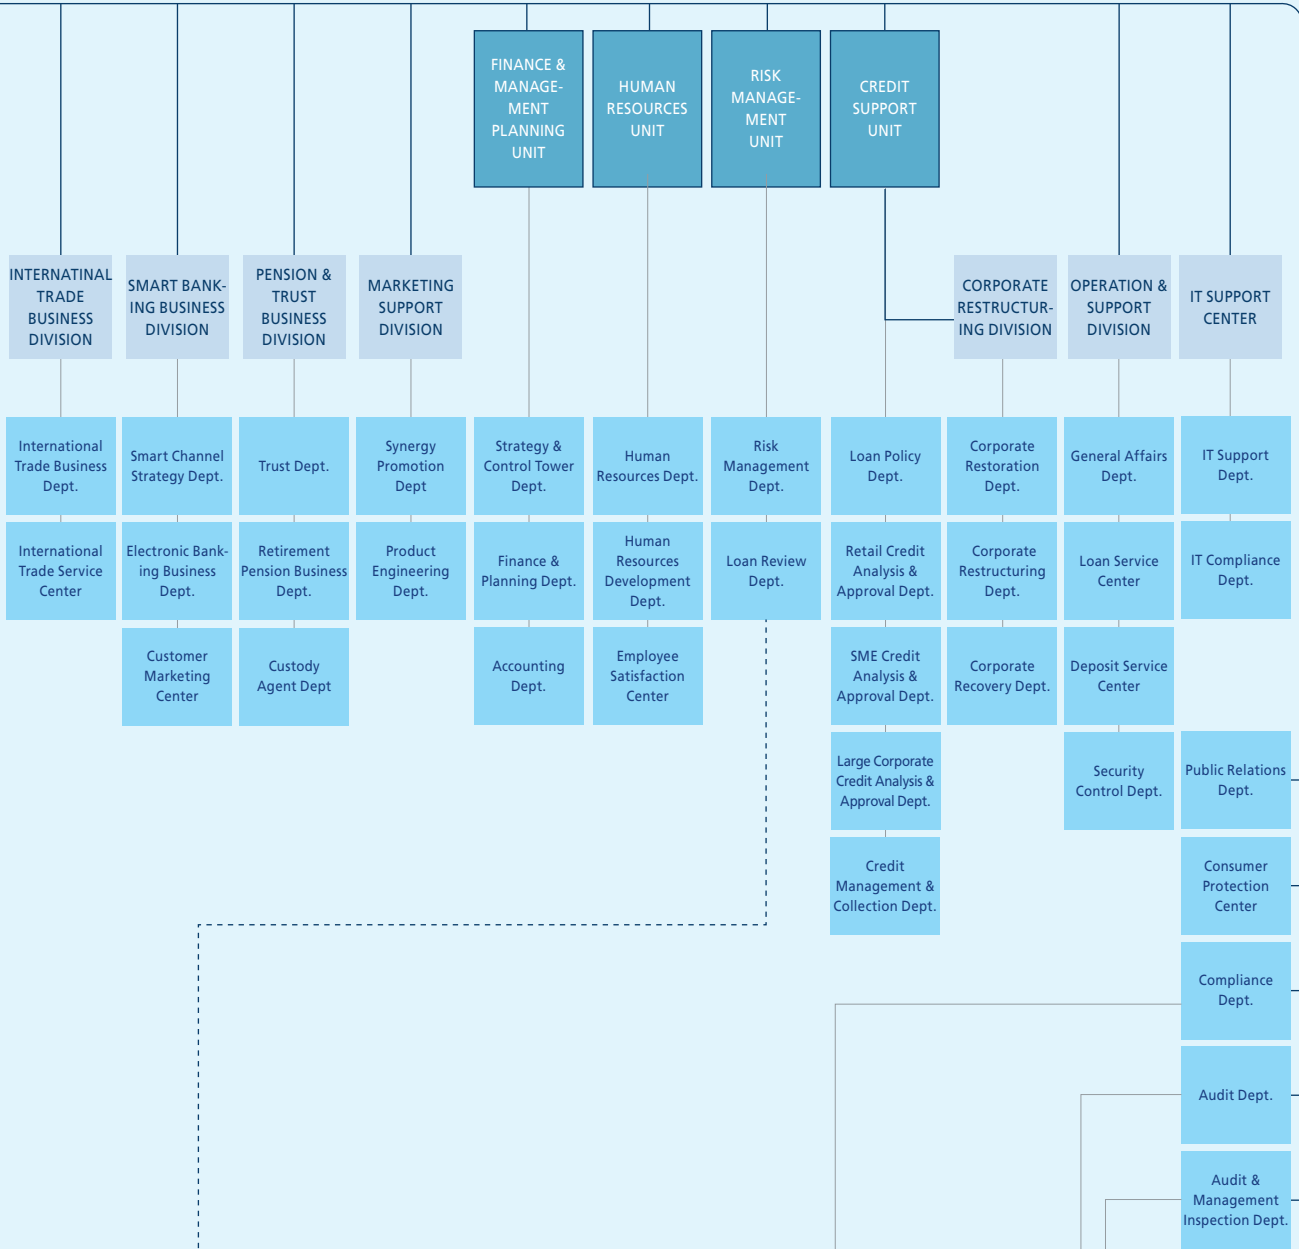 FINANCE &
MANAGE-
MENT
PLANNING
UNIT
HUMAN
RESOURCES
UNIT
RISK
MANAGE-
MENT
UNIT
CREDIT
SUPPORT
UNIT
INTERNATINAL
TRADE
BUSINESS
DIVISION
SMART BANK-
ING BUSINESS
DIVISION
PENSION &
TRUST
BUSINESS
DIVISION
MARKETING
SUPPORT
DIVISION
CORPORATE
RESTRUCTUR-
ING DIVISION
OPERATION &
SUPPORT
DIVISION
IT SUPPORT
CENTER
International
Trade Business
Dept.
Smart Channel
Strategy Dept.
Trust Dept.
Synergy
Promotion
Dept
Strategy &
Control Tower
Dept.
Human
Resources Dept.
Risk
Management
Dept.
Loan Policy
Dept.
Corporate
Restoration
Dept.
General Affairs
Dept.
IT Support
Dept.
International
Trade Service
Center
Electronic Bank-
ing Business
Dept.
Retirement
Pension Business
Dept.
Product
Engineering
Dept.
Finance &
Planning Dept.
Human
Resources
Development
Dept.
Loan Review
Dept.
Retail Credit
Analysis &
Approval Dept.
Corporate
Restructuring
Dept.
Loan Service
Center
IT Compliance
Dept.
Customer
Marketing
Center
Custody
Agent Dept
Accounting
Dept.
Employee
Satisfaction
Center
SME Credit
Analysis &
Approval Dept.
Corporate
Recovery Dept.
Deposit Service
Center
Large Corporate
Credit Analysis &
Approval Dept.
Security
Control Dept.
Public Relations
Dept.
Credit
Management &
Collection Dept.
Consumer
Protection
Center
Compliance
Dept.
Audit Dept.
Audit &
Management
Inspection Dept.